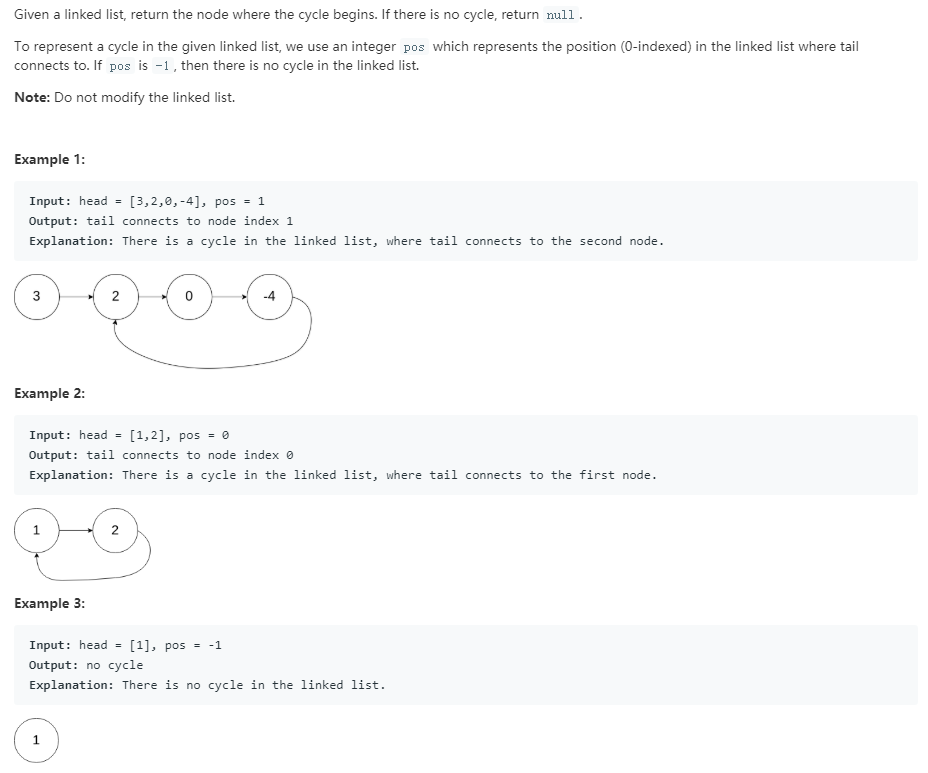 Given a linked list, return the node where the cycle begins. If there is no cycle, return null.
To represent a cycle in the given linked list, we use an integer pos which represents the position (0-indexed) in the linked list where tail
connects to. If pos is -1, then there is no cycle in the linked list.
Note: Do not modify the linked list.
Example 1:
Input: head = [3,2,0,-4], pos = 1
Output: tail connects to node index 1
Explanation: There is a cycle in the linked list, where tail connects to the second node.
3 2 0 -4
Example 2:
Input: head = [1,2], pos = 0
Output: tail connects to node index 0
Explanation: There is a cycle in the linked list, where tail connects to the first node.
1 2
Example 3:
Input: head = [1], pos = -1
Output: no cycle
Explanation: There is no cycle in the linked list.
1